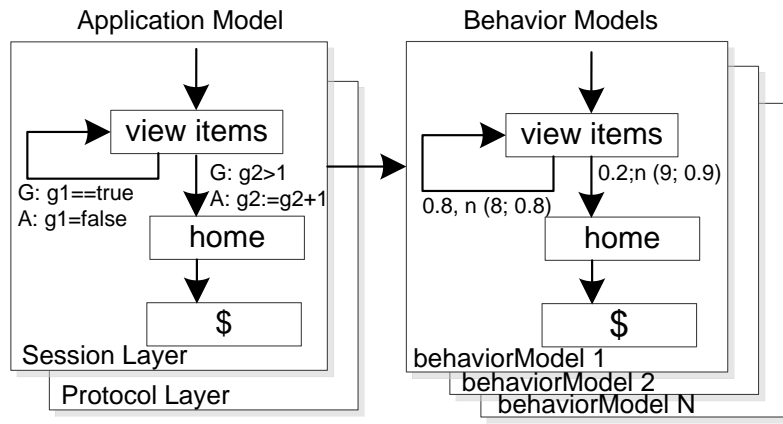 Application Model
view items
G: g1==true
A: g1=false
G: g2>1
A: g2:=g2+1
home
$
Session Layer
Protocol Layer
Behavior Models
view items
0.8, n (8; 0.8)
0.2;n (9; 0.9)
home
$
behaviorModel 1
behaviorModel 2
behaviorModel N